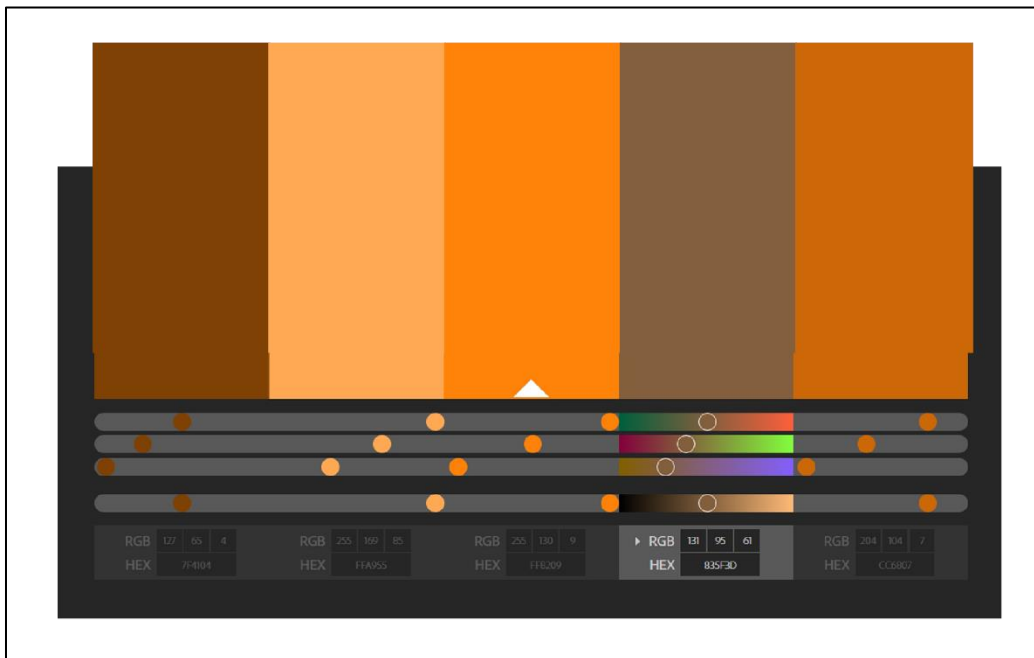 RGB 127 65 4
HEX 7F4104
RGB 255 169 85
HEX FFA955
RGB 255 130 9
HEX FF8209
RGB 131 95 61
HEX 835F3D
RGB 204 104 7
HEX CC6807